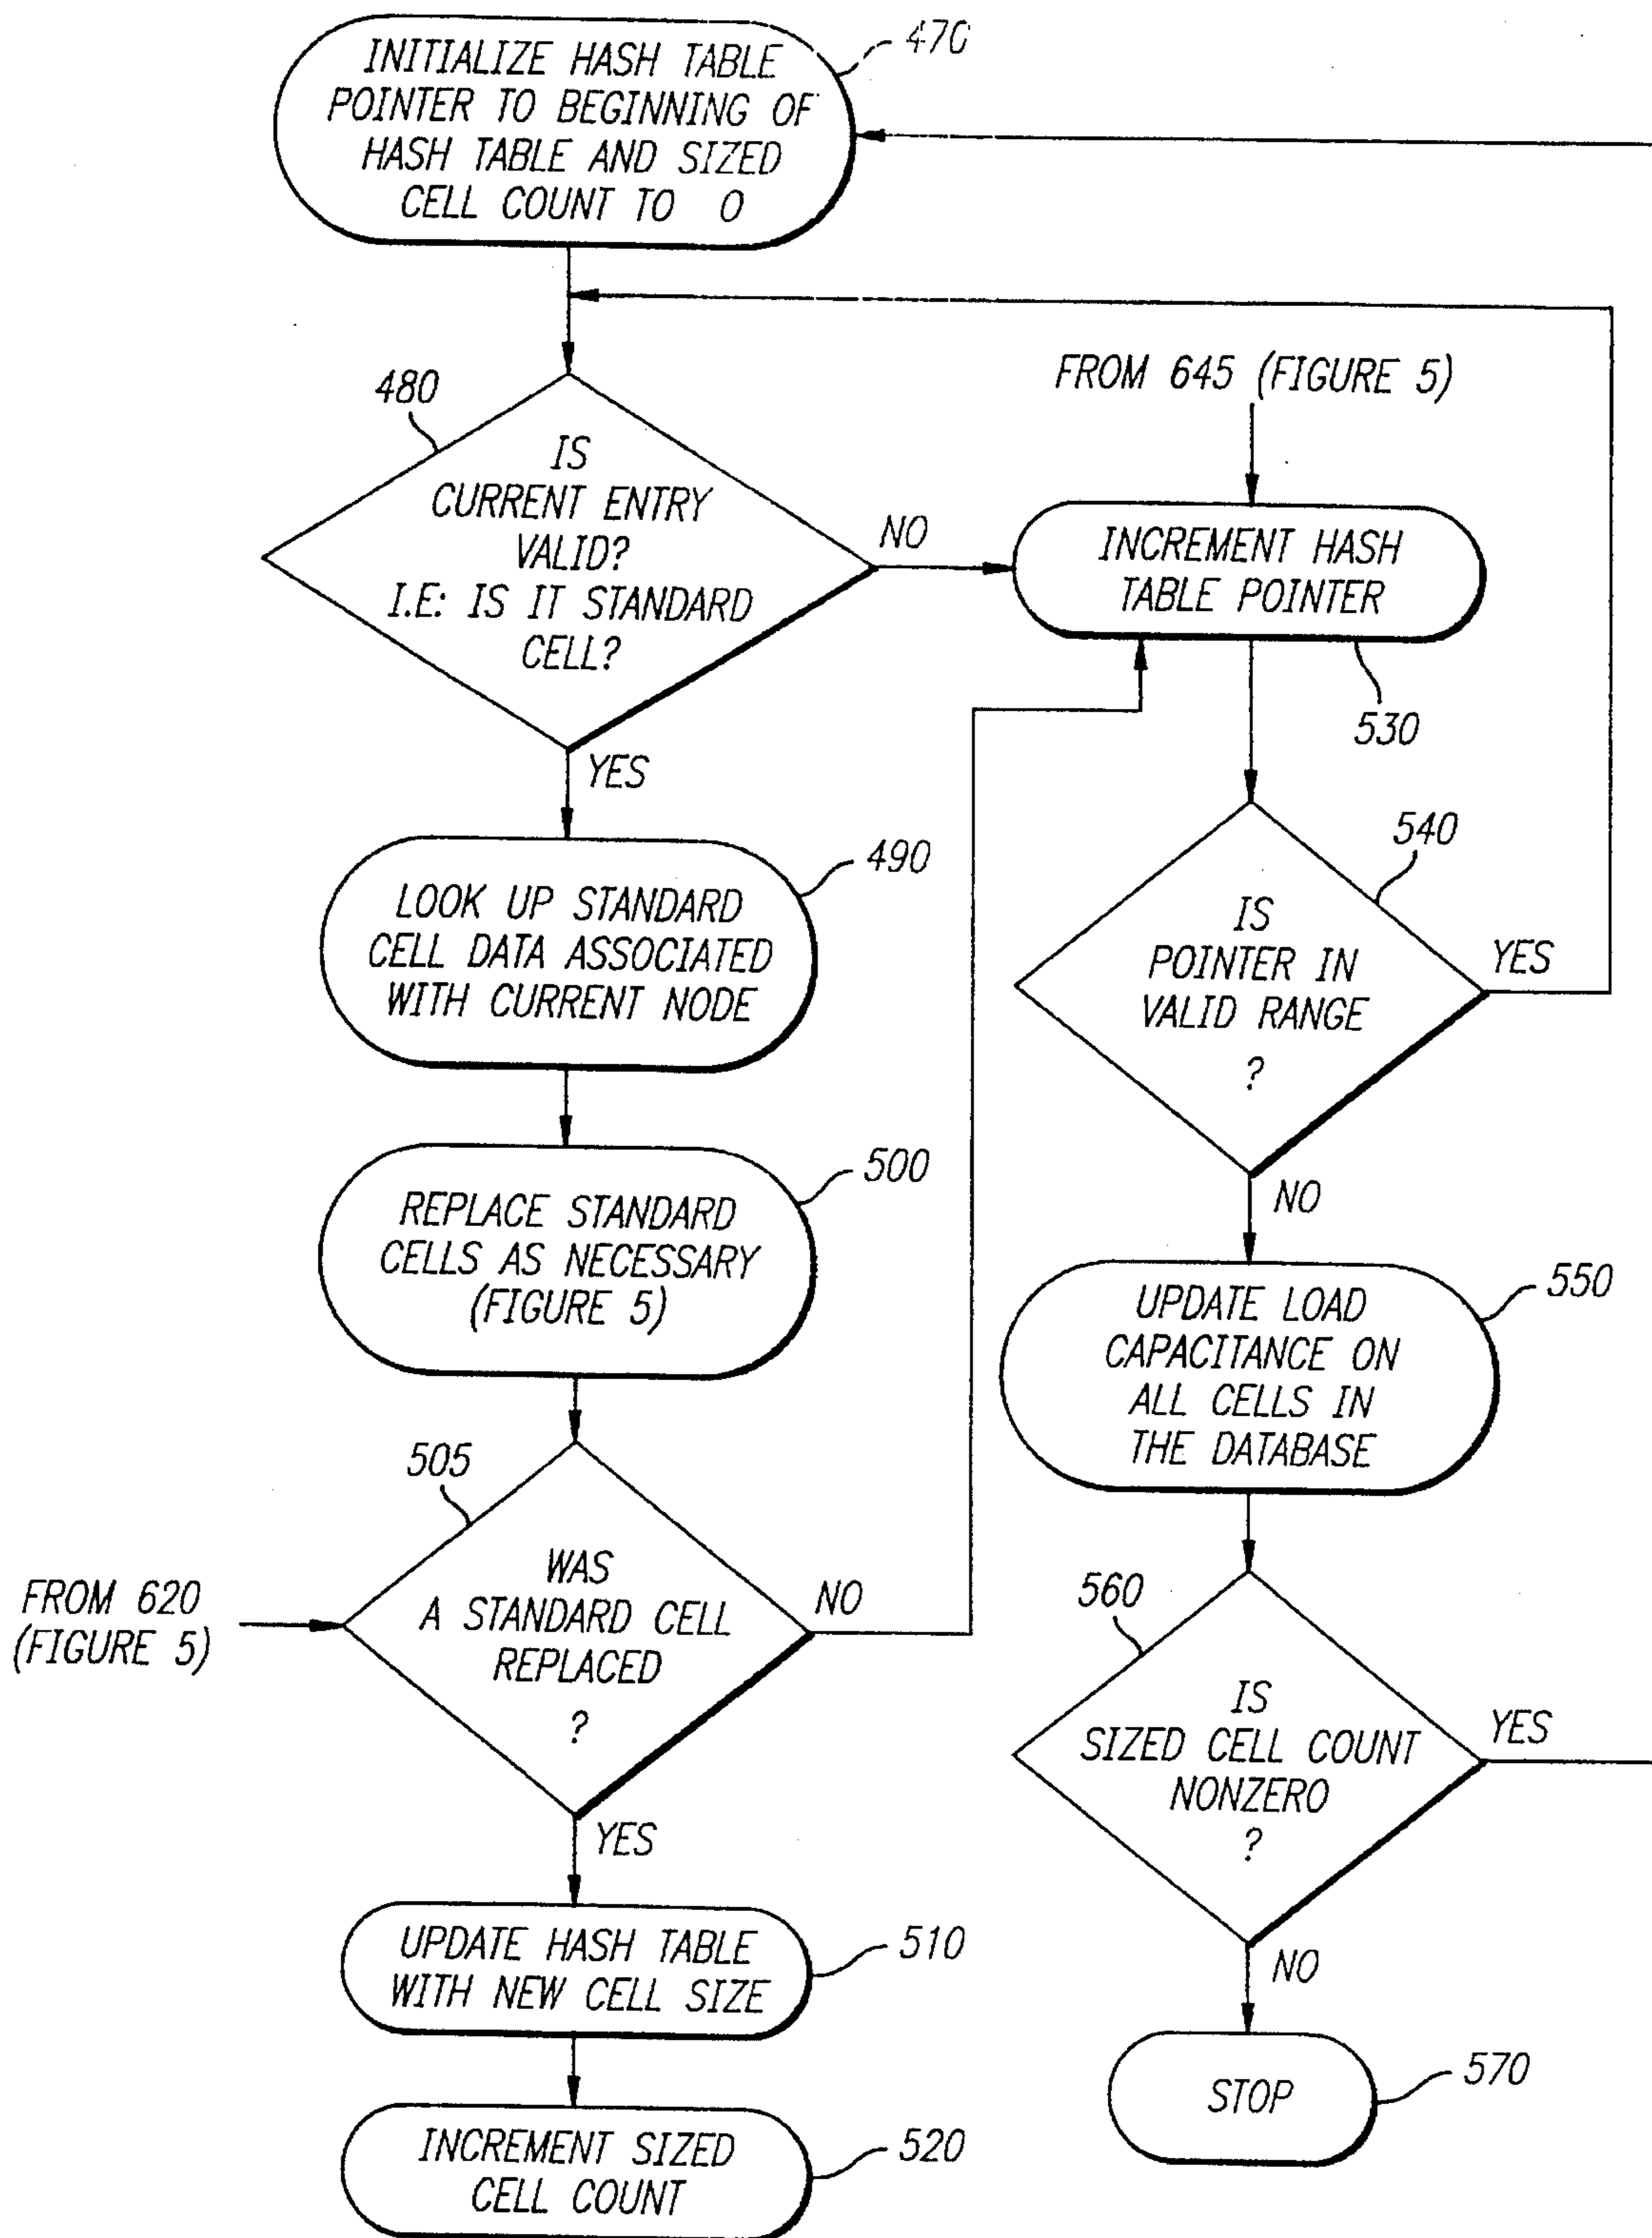 470
INITIALIZE HASH TABLE
POINTER TO BEGINNING OF
HASH TABLE AND SIZED
CELL COUNT TO 0
480
IS
CURRENT ENTRY
VALID?
I.E: IS IT STANDARD
CELL?
NO
YES
FROM 645 (FIGURE 5)
INCREMENT HASH
TABLE POINTER
530
490
LOOK UP STANDARD
CELL DATA ASSOCIATED
WITH CURRENT NODE
540
IS
POINTER IN
VALID RANGE
?
YES
NO
500
REPLACE STANDARD
CELLS AS NECESSARY
(FIGURE 5)
550
UPDATE LOAD
CAPACITANCE ON
ALL CELLS IN
THE DATABASE
505
FROM 620
(FIGURE 5)
WAS
A STANDARD CELL
REPLACED
?
NO
YES
560
IS
SIZED CELL COUNT
NONZERO
?
YES
NO
510
UPDATE HASH TABLE
WITH NEW CELL SIZE
570
STOP
520
INCREMENT SIZED
CELL COUNT